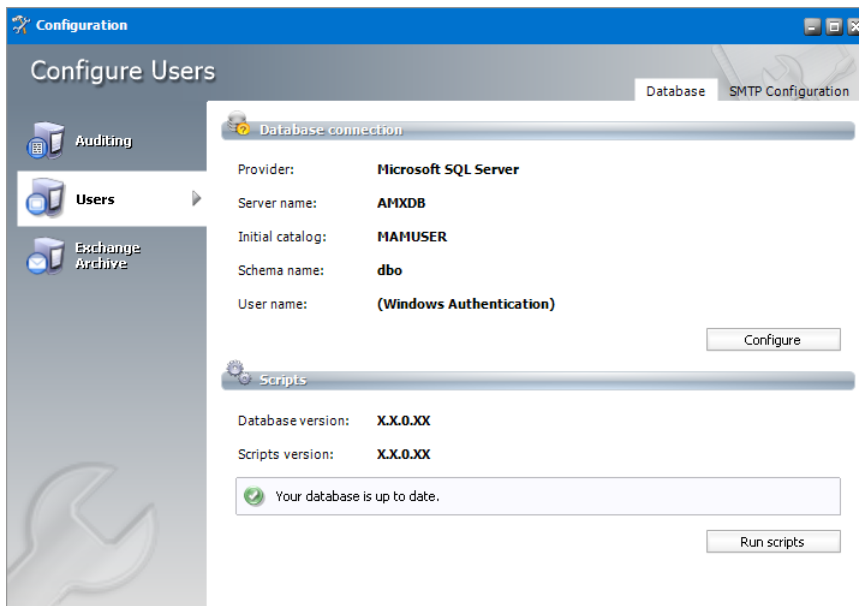 Configuration
Configure Users
Database SMTP Configuration
Auditing
Users
Exchange
Archive
Database connection
Provider: Microsoft SQL Server
Server name: AMXDB
Initial catalog: MAMUSER
Schema name: dbo
User name: (Windows Authentication)
Configure
Scripts
Database version: X.X.0.XX
Scripts version: X.X.0.XX
Your database is up to date.
Run scripts